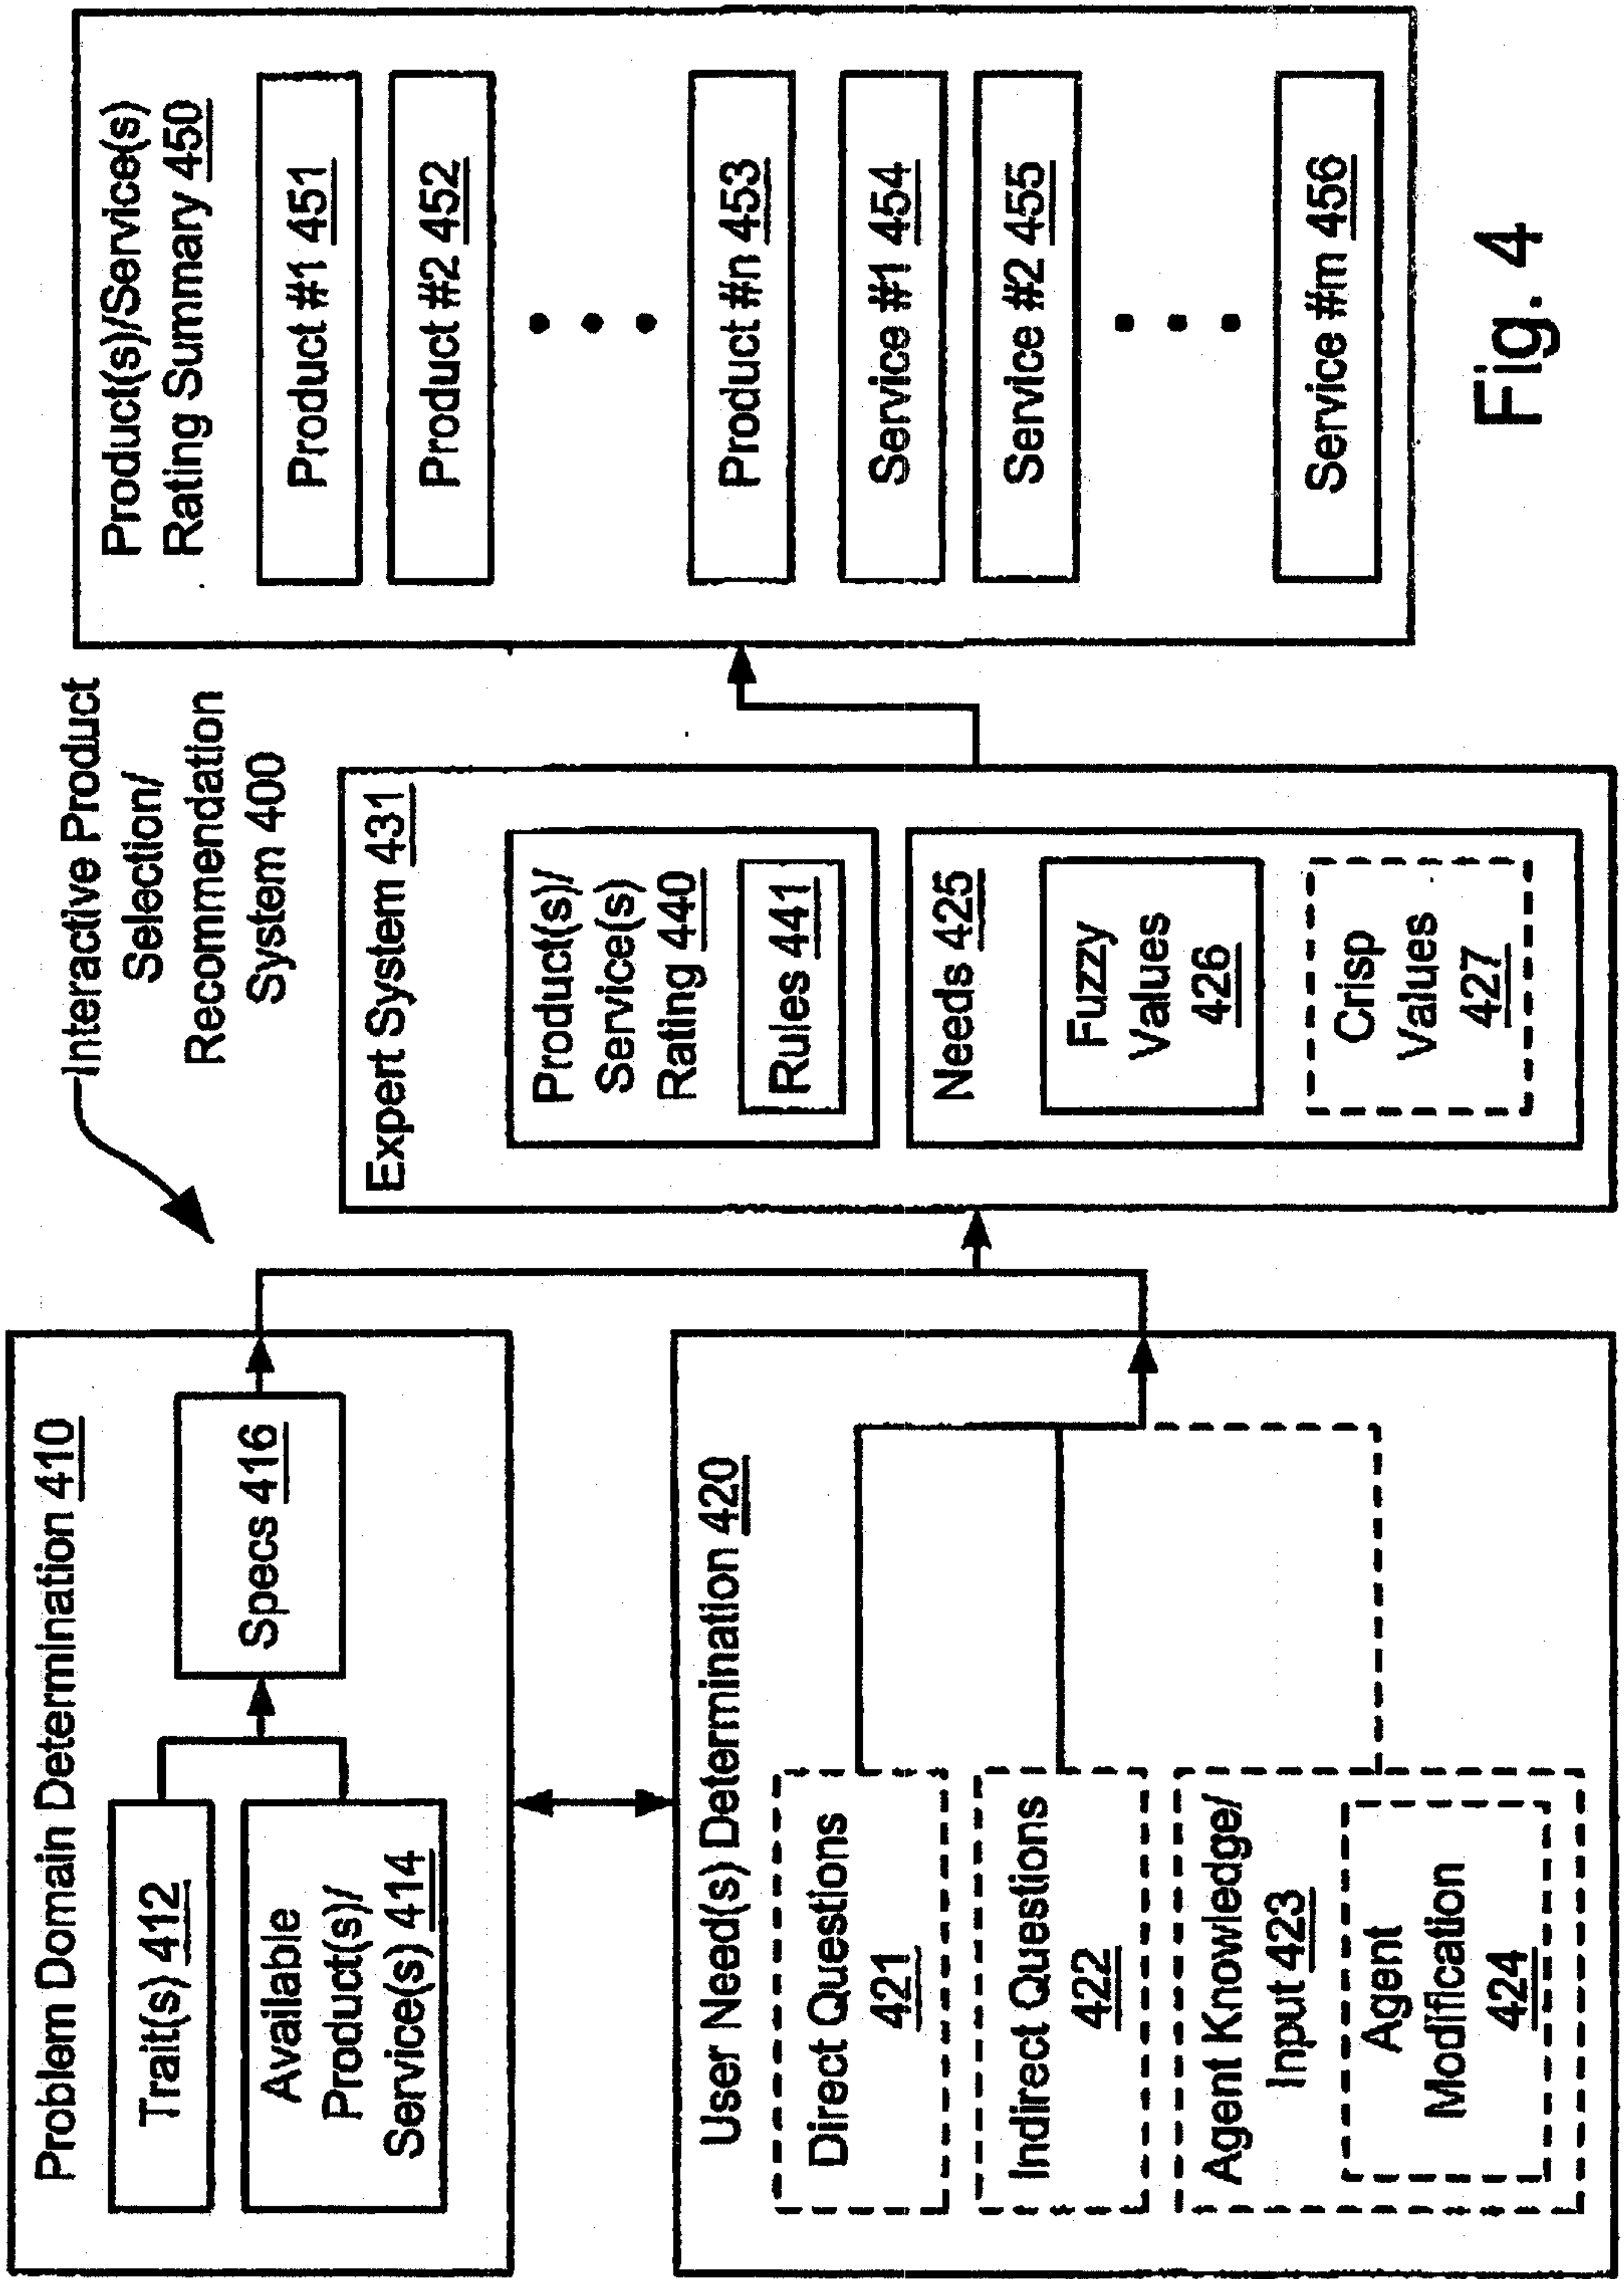 Interactive Product
Selection/
Recommendation
System 400
Problem Domain Determination 410
Trait(s) 412
Available
Product(s)/
Service(s) 414
Specs 416
User Need(s) Determination 420
Direct Questions
421
Indirect Questions
422
Agent Knowledge/
Input 423
Agent
Modification
424
Expert System 431
Product(s)/
Service(s)
Rating 440
Rules 441
Needs 425
Fuzzy
Values
426
Crisp
Values
427
Product(s)/Service(s)
Rating Summary 450
Product #1 451
Product #2 452
Product #n 453
Service #1 454
Service #2 455
Service #m 456
Fig. 4